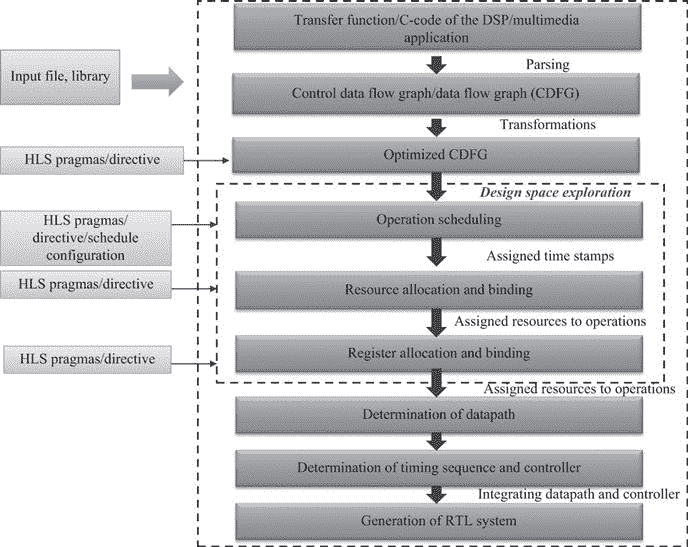 Transfer function/C-code of the DSP/multimedia
application
Parsing
Input file, library
Control data flow graph/data flow graph (CDFG)
Transformations
HLS pragmas/directive
Optimized CDFG
Design space exploration
HLS pragmas/
directive/schedule
configuration
Operation scheduling
Assigned time stamps
HLS pragmas/directive
Resource allocation and binding
Assigned resources to operations
HLS pragmas/directive
Register allocation and binding
Assigned resources to operations
Determination of datapath
Determination of timing sequence and controller
Integrating datapath and controller
Generation of RTL system